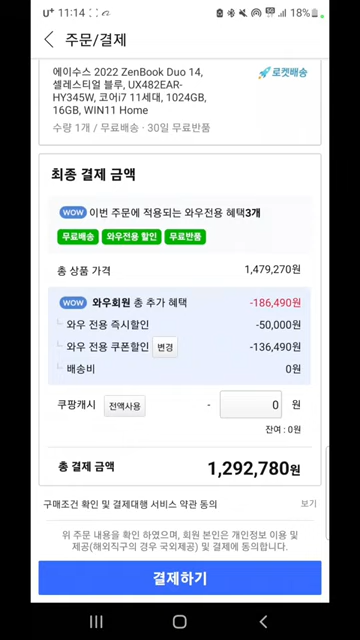 U+ 11:14 5G 18%
주문/결제
에이수스 2022 ZenBook Duo 14,
셀레스티얼 블루, UX482EAR-
HY345W, 코어i7 11세대, 1024GB,
16GB, WIN11 Home
로켓배송
수량 1개 / 무료배송 · 30일 무료반품
최종 결제 금액
WOW 이번 주문에 적용되는 와우전용 혜택3개
무료배송 와우전용 할인 무료반품
총 상품 가격 1,479,270원
WOW 와우회원 총 추가 혜택 -186,490원
와우 전용 즉시할인 -50,000원
와우 전용 쿠폰할인 변경 -136,490원
배송비 0원
쿠팡캐시 전액사용 - 0 원
잔여 : 0원
총 결제 금액 1,292,780원
구매조건 확인 및 결제대행 서비스 약관 동의 보기
위 주문 내용을 확인 하였으며, 회원 본인은 개인정보 이용 및
제공(해외직구의 경우 국외제공) 및 결제에 동의합니다.
결제하기